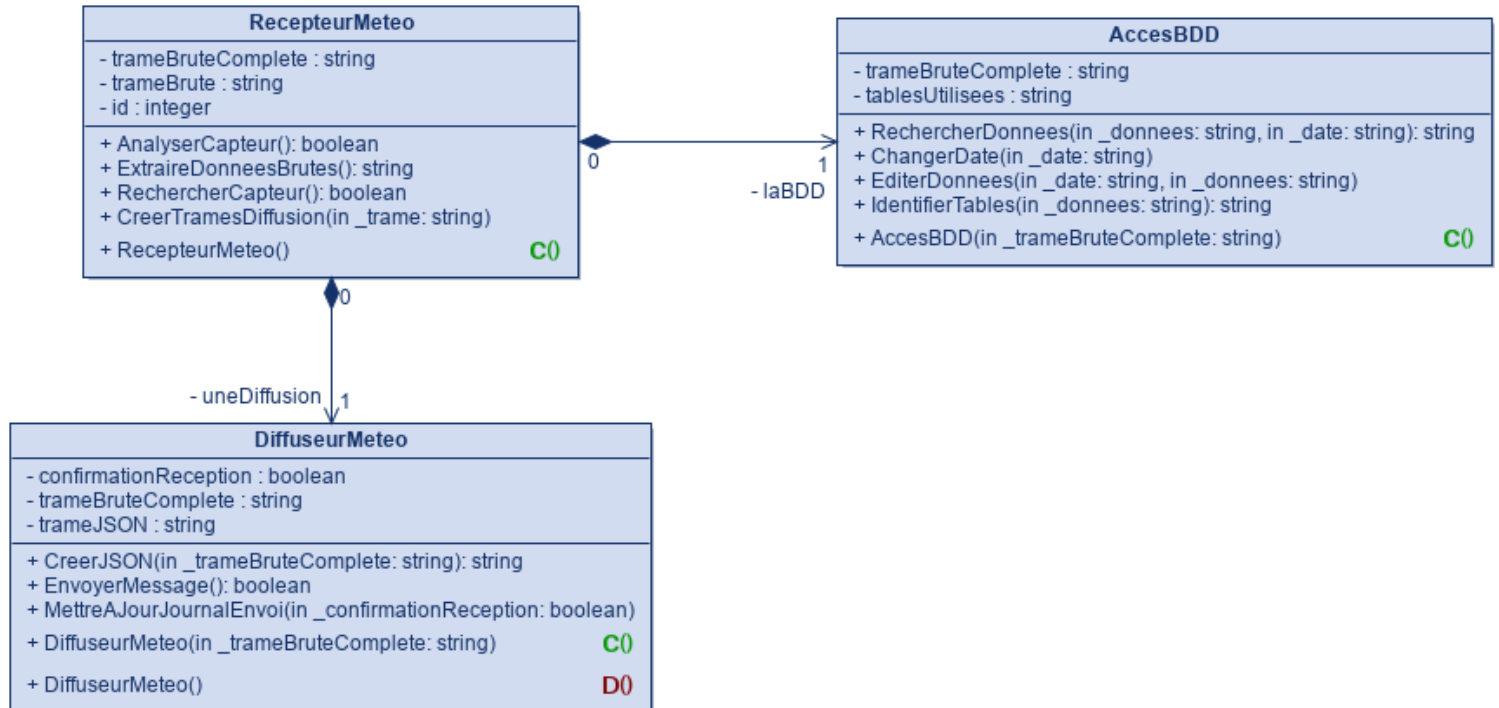 RecepteurMeteo
- trameBruteComplete : string
- trameBrute : string
- id : integer
+ AnalyserCapteur(): boolean
+ ExtraireDonneesBrutes(): string
+ RechercherCapteur(): boolean
+ CreerTramesDiffusion(in _trame: string)
+ RecepteurMeteo() C()
0
1
- laBDD
AccesBDD
- trameBruteComplete : string
- tablesUtilisees : string
+ RechercherDonnees(in _donnees: string, in _date: string): string
+ ChangerDate(in _date: string)
+ EditerDonnees(in _date: string, in _donnees: string)
+ IdentifierTables(in _donnees: string): string
+ AccesBDD(in _trameBruteComplete: string) C()
0
- uneDiffusion 1
DiffuseurMeteo
- confirmationReception : boolean
- trameBruteComplete : string
- trameJSON : string
+ CreerJSON(in _trameBruteComplete: string): string
+ EnvoyerMessage(): boolean
+ MettreAJourJournalEnvoi(in _confirmationReception: boolean)
+ DiffuseurMeteo(in _trameBruteComplete: string) C()
+ DiffuseurMeteo() D()